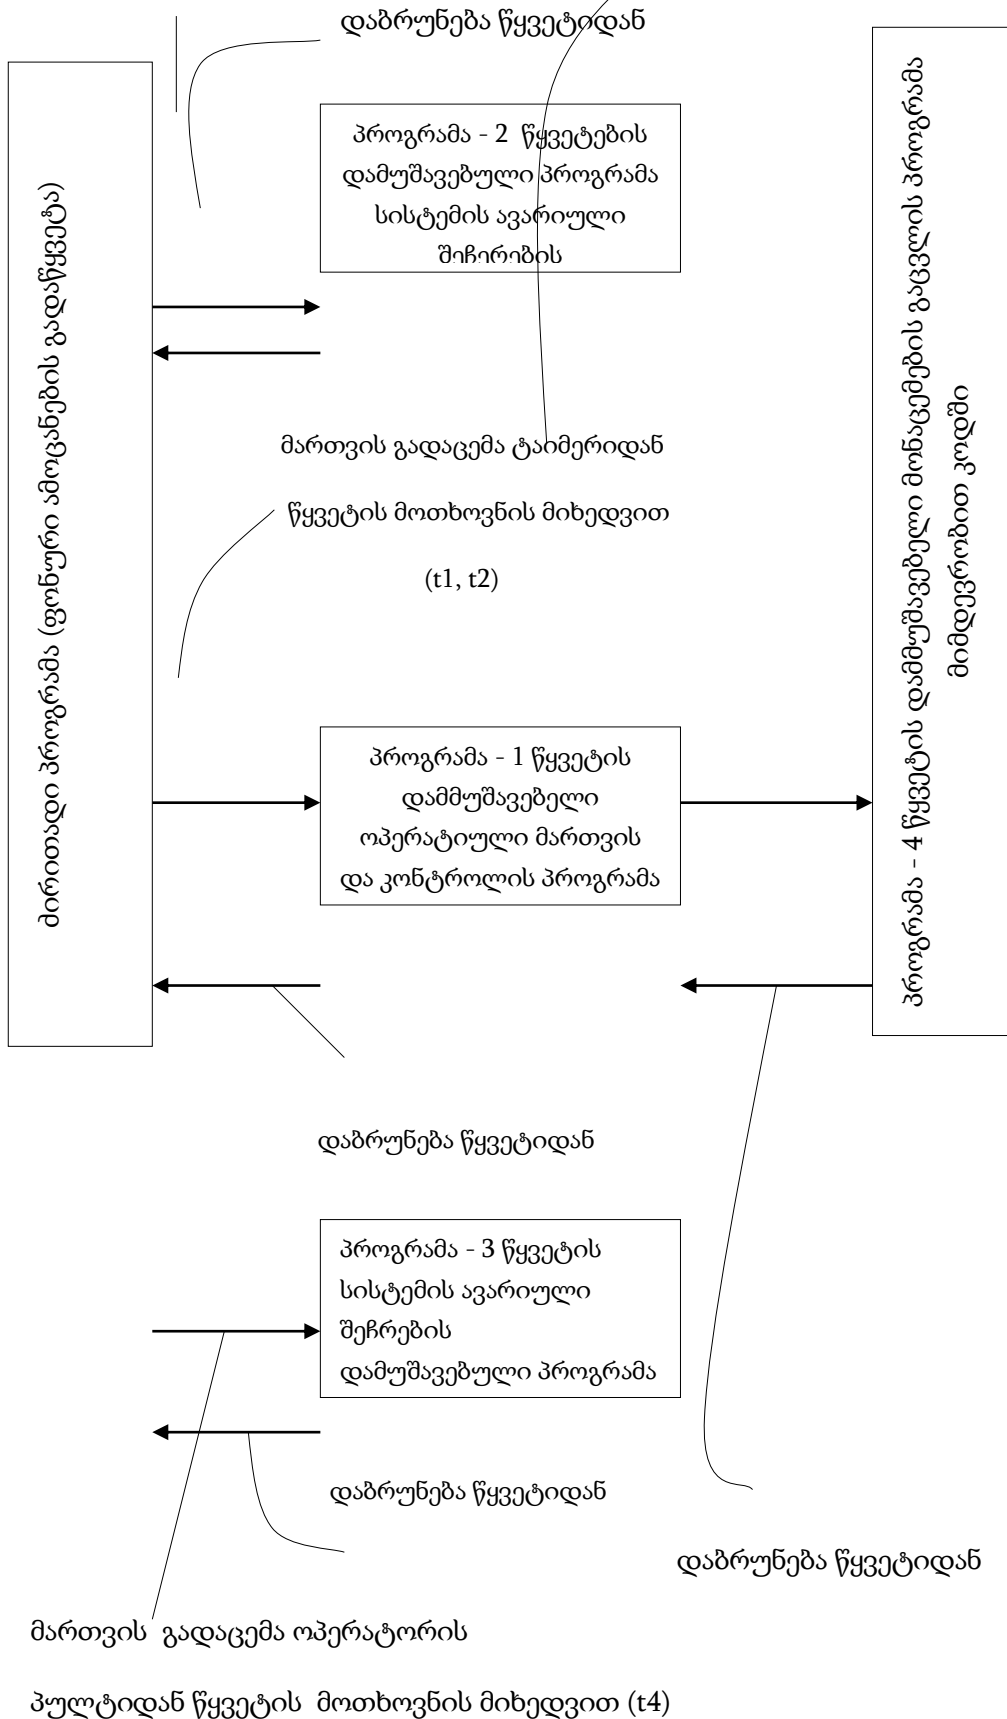 დაბრუნება წყვეტიდან
პროგრამა - 2 წყვეტების
დამუშავებული პროგრამა
სისტემის ავარიული
შეჩერების
ძირითადი პროგრამა (ფონური ამოცანების გადაწყვეტა)
პროგრამა - 4 წყვეტის დამმუშავებელი მონაცემების გაცვლის პროგრამა
მიმდევრობით კოდში
მართვის გადაცემა ტაიმერიდან
წყვეტის მოთხოვნის მიხედვით
(t1, t2)
პროგრამა - 1 წყვეტის
დამმუშავებელი
ოპერატიული მართვის
და კონტროლის პროგრამა
დაბრუნება წყვეტიდან
პროგრამა - 3 წყვეტის
სისტემის ავარიული
შეჩრების
დამუშავებული პროგრამა
დაბრუნება წყვეტიდან
დაბრუნება წყვეტიდან
მართვის გადაცემა ოპერატორის
პულტიდან წყვეტის მოთხოვნის მიხედვით (t4)